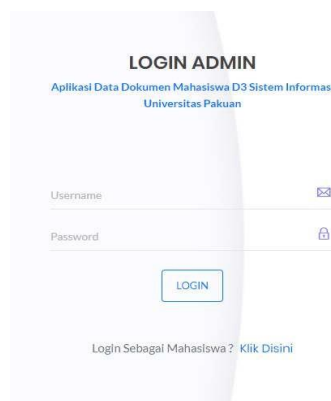 LOGIN ADMIN
Aplikasi Data Dokumen Mahasiswa D3 Sistem Informas
Universitas Pakuan
Username
Password
LOGIN
Login Sebagai Mahasiswa ? Klik Disini